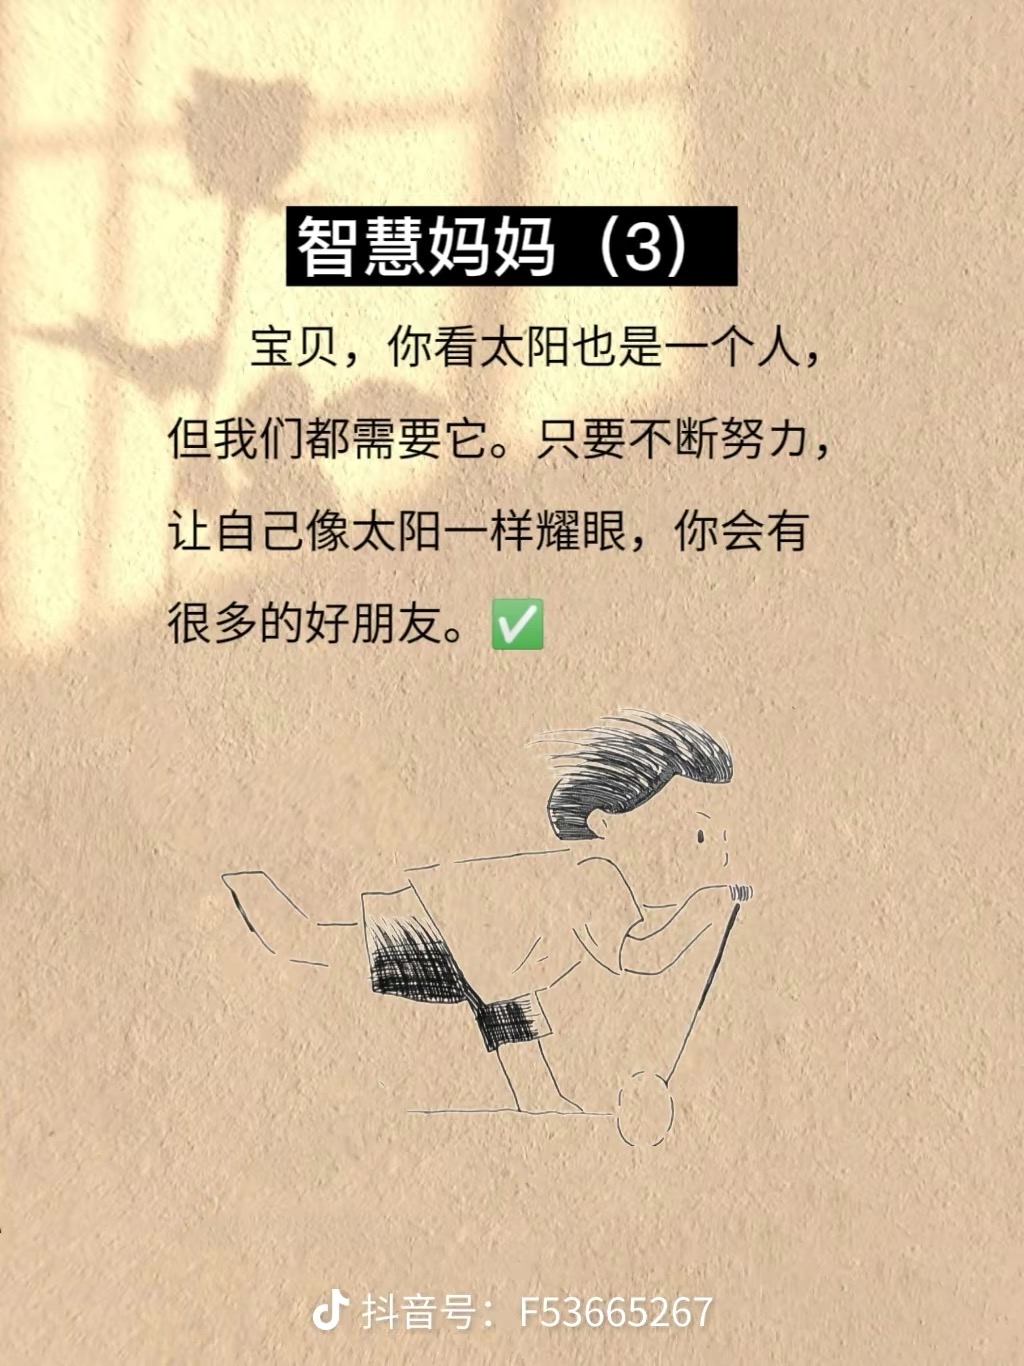 智慧妈妈（3）
宝贝，你看太阳也是一个人，
但我们都需要它。只要不断努力，
让自己像太阳一样耀眼，你会有
很多的好朋友。✅
抖音号：F53665267